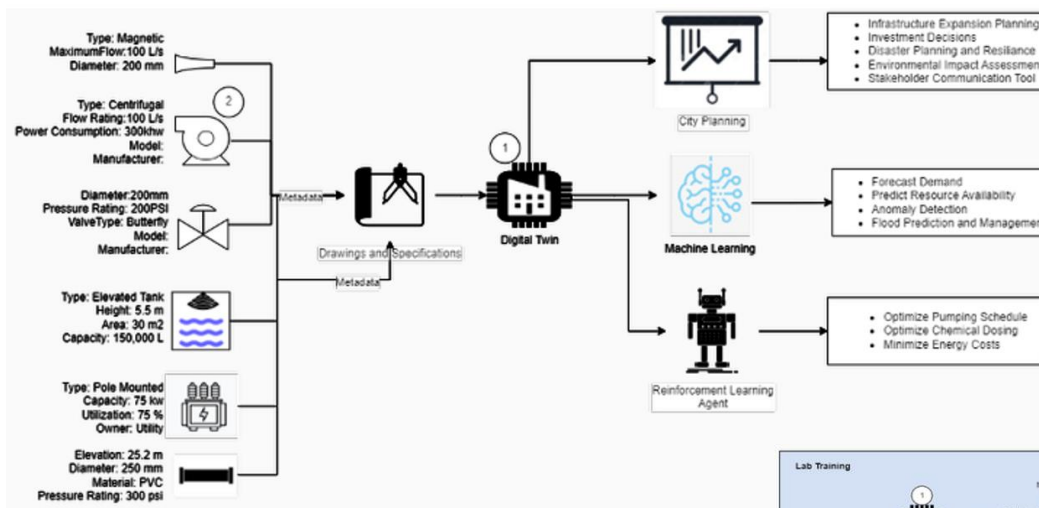 Type: Magnetic
MaximumFlow:100 L/s
Diameter: 200 mm
2
Type: Centrifugal
Flow Rating:100 L/s
Power Consumption: 300khw
Model:
Manufacturer:
Diameter:200mm
Pressure Rating: 200PSI
ValveType: Butterfly
Model:
Manufacturer:
Type: Elevated Tank
Height: 5.5 m
Area: 30 m2
Capacity: 150,000 L
Type: Pole Mounted
Capacity: 75 kw
Utilization: 75 %
Owner: Utility
Elevation: 25.2 m
Diameter: 250 mm
Material: PVC
Pressure Rating: 300 psi
Metadata
Metadata
Drawings and Specifications
1
Digital Twin
City Planning
Machine Learning
Reinforcement Learning
Agent
Infrastructure Expansion Planning
Investment Decisions
Disaster Planning and Resiliance
Environmental Impact Assessmen
Stakeholder Communication Tool
Forecast Demand
Predict Resource Availability
Anomaly Detection
Flood Prediction and Managemer
Optimize Pumping Schedule
Optimize Chemical Dosing
Minimize Energy Costs
Lab Training
1